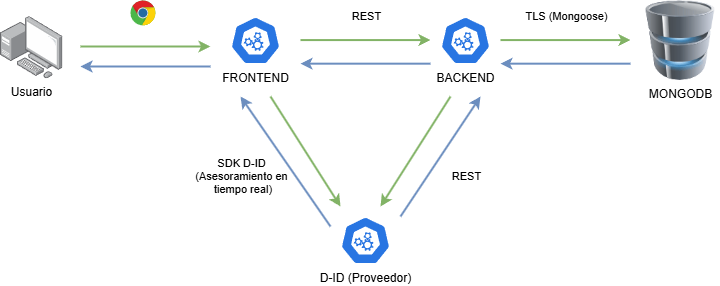 REST
TLS (Mongoose)
Usuario
FRONTEND
BACKEND
MONGODB
SDK D-ID
(Asesoramiento en
tiempo real)
REST
D-ID (Proveedor)